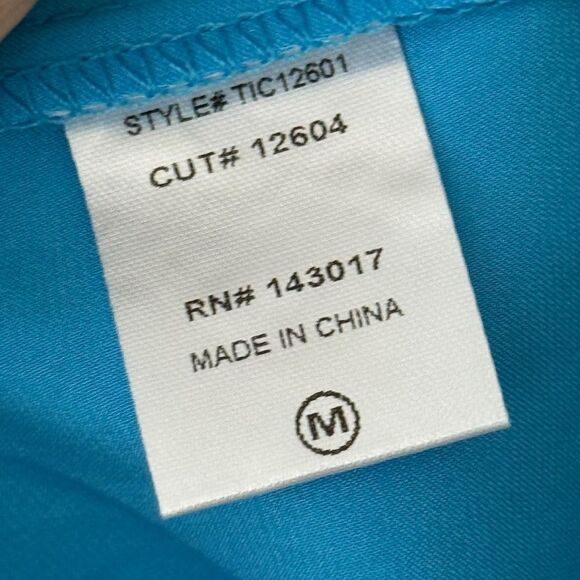 STYLE# TIC12601
CUT# 12604
RN# 143017
MADE IN CHINA
M